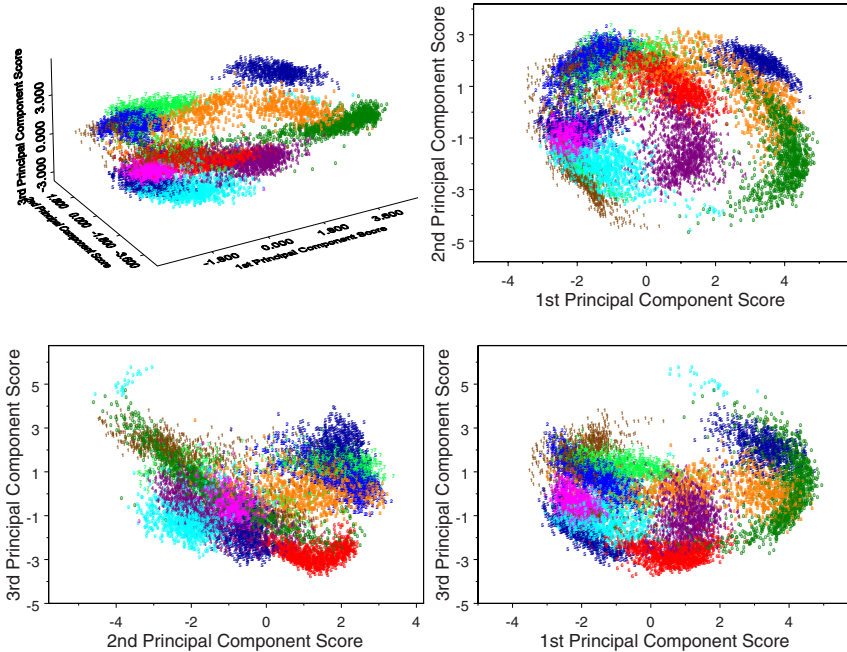 3rd Principal Component Score
3.000
0.000
-3.000
1.800
0.000
-1.800
-3.600
2nd Principal Component Score
-1.800
0.000
1.800
3.600
1st Principal Component Score
2nd Principal Component Score
3
1
-1
-3
-5
-4 -2 0 2 4
1st Principal Component Score
3rd Principal Component Score
5
3
1
-1
-3
-5
-4 -2 0 2 4
2nd Principal Component Score
3rd Principal Component Score
5
3
1
-1
-3
-5
-4 -2 0 2 4
1st Principal Component Score